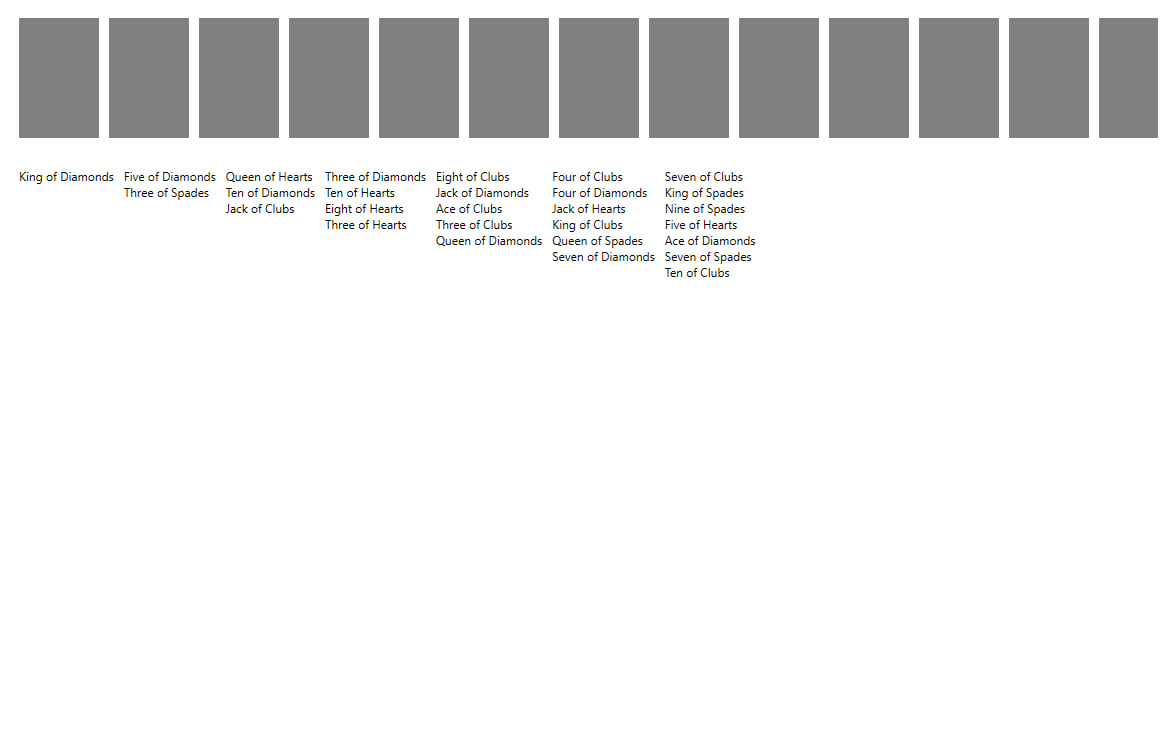 King of Diamonds
Five of Diamonds
Three of Spades
Queen of Hearts
Ten of Diamonds
Jack of Clubs
Three of Diamonds
Ten of Hearts
Eight of Hearts
Three of Hearts
Eight of Clubs
Jack of Diamonds
Ace of Clubs
Three of Clubs
Queen of Diamonds
Four of Clubs
Four of Diamonds
Jack of Hearts
King of Clubs
Queen of Spades
Seven of Diamonds
Seven of Clubs
King of Spades
Nine of Spades
Five of Hearts
Ace of Diamonds
Seven of Spades
Ten of Clubs